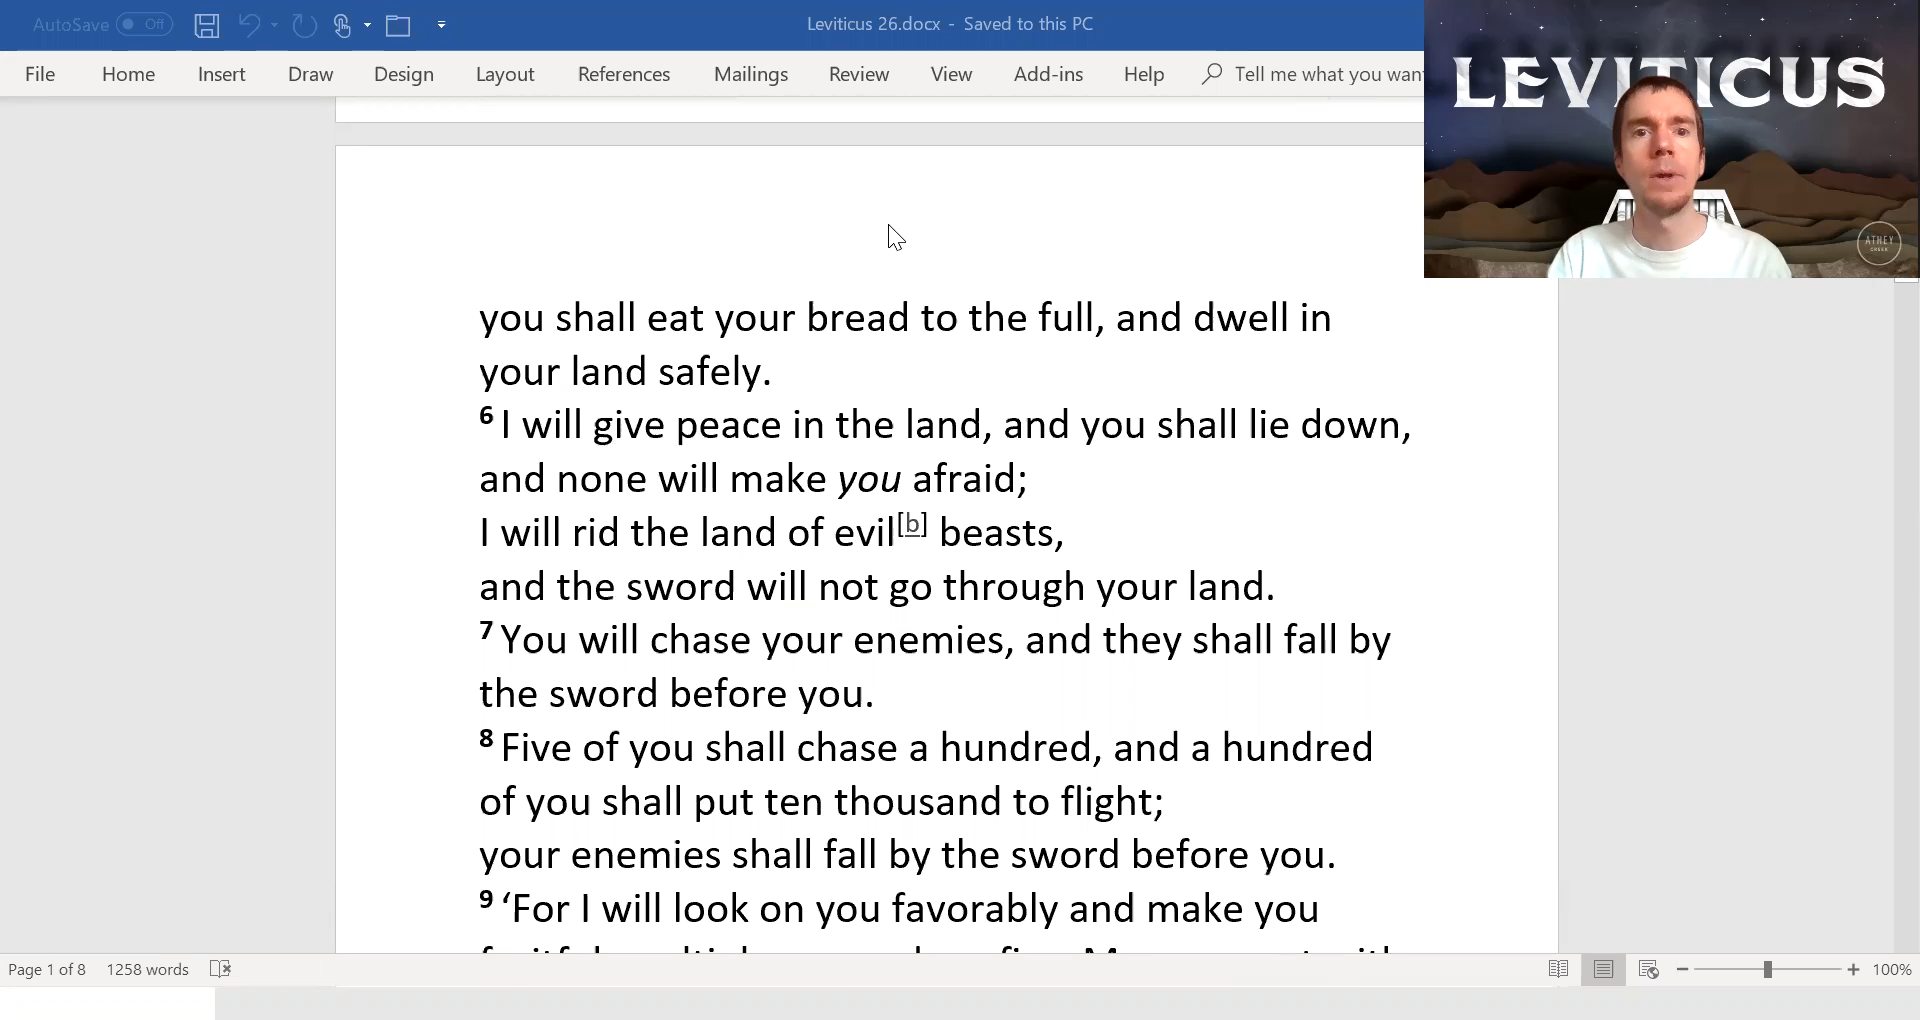 AutoSave Off
Leviticus 26.docx - Saved to this PC
File Home Insert Draw Design Layout References Mailings Review View Add-ins Help Tell me what you wan
LEVITICUS
ATHEY
CREEK
you shall eat your bread to the full, and dwell in
your land safely.
6 I will give peace in the land, and you shall lie down,
and none will make you afraid;
I will rid the land of evil[b] beasts,
and the sword will not go through your land.
7 You will chase your enemies, and they shall fall by
the sword before you.
8 Five of you shall chase a hundred, and a hundred
of you shall put ten thousand to flight;
your enemies shall fall by the sword before you.
9 ‘For I will look on you favorably and make you
Page 1 of 8 1258 words 100%